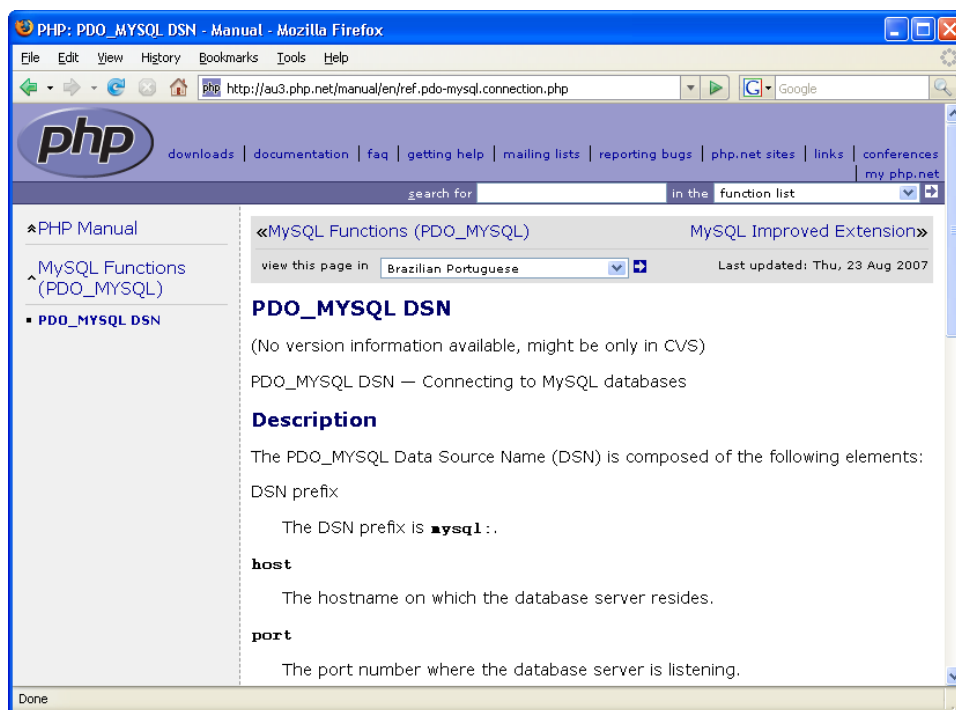 PHP: PDO_MYSQL DSN - Manual - Mozilla Firefox
File Edit View History Bookmarks Tools Help
php http://au3.php.net/manual/en/ref.pdo-mysql.connection.php G Google
php
downloads | documentation | faq | getting help | mailing lists | reporting bugs | php.net sites | links | conferences
| my php.net
search for in the function list
PHP Manual
MySQL Functions
(PDO_MYSQL)
▪ PDO_MYSQL DSN
«MySQL Functions (PDO_MYSQL) MySQL Improved Extension»
view this page in Brazilian Portuguese Last updated: Thu, 23 Aug 2007
PDO_MYSQL DSN
(No version information available, might be only in CVS)
PDO_MYSQL DSN — Connecting to MySQL databases
Description
The PDO_MYSQL Data Source Name (DSN) is composed of the following elements:
DSN prefix
The DSN prefix is mysql:.
host
The hostname on which the database server resides.
port
The port number where the database server is listening.
Done